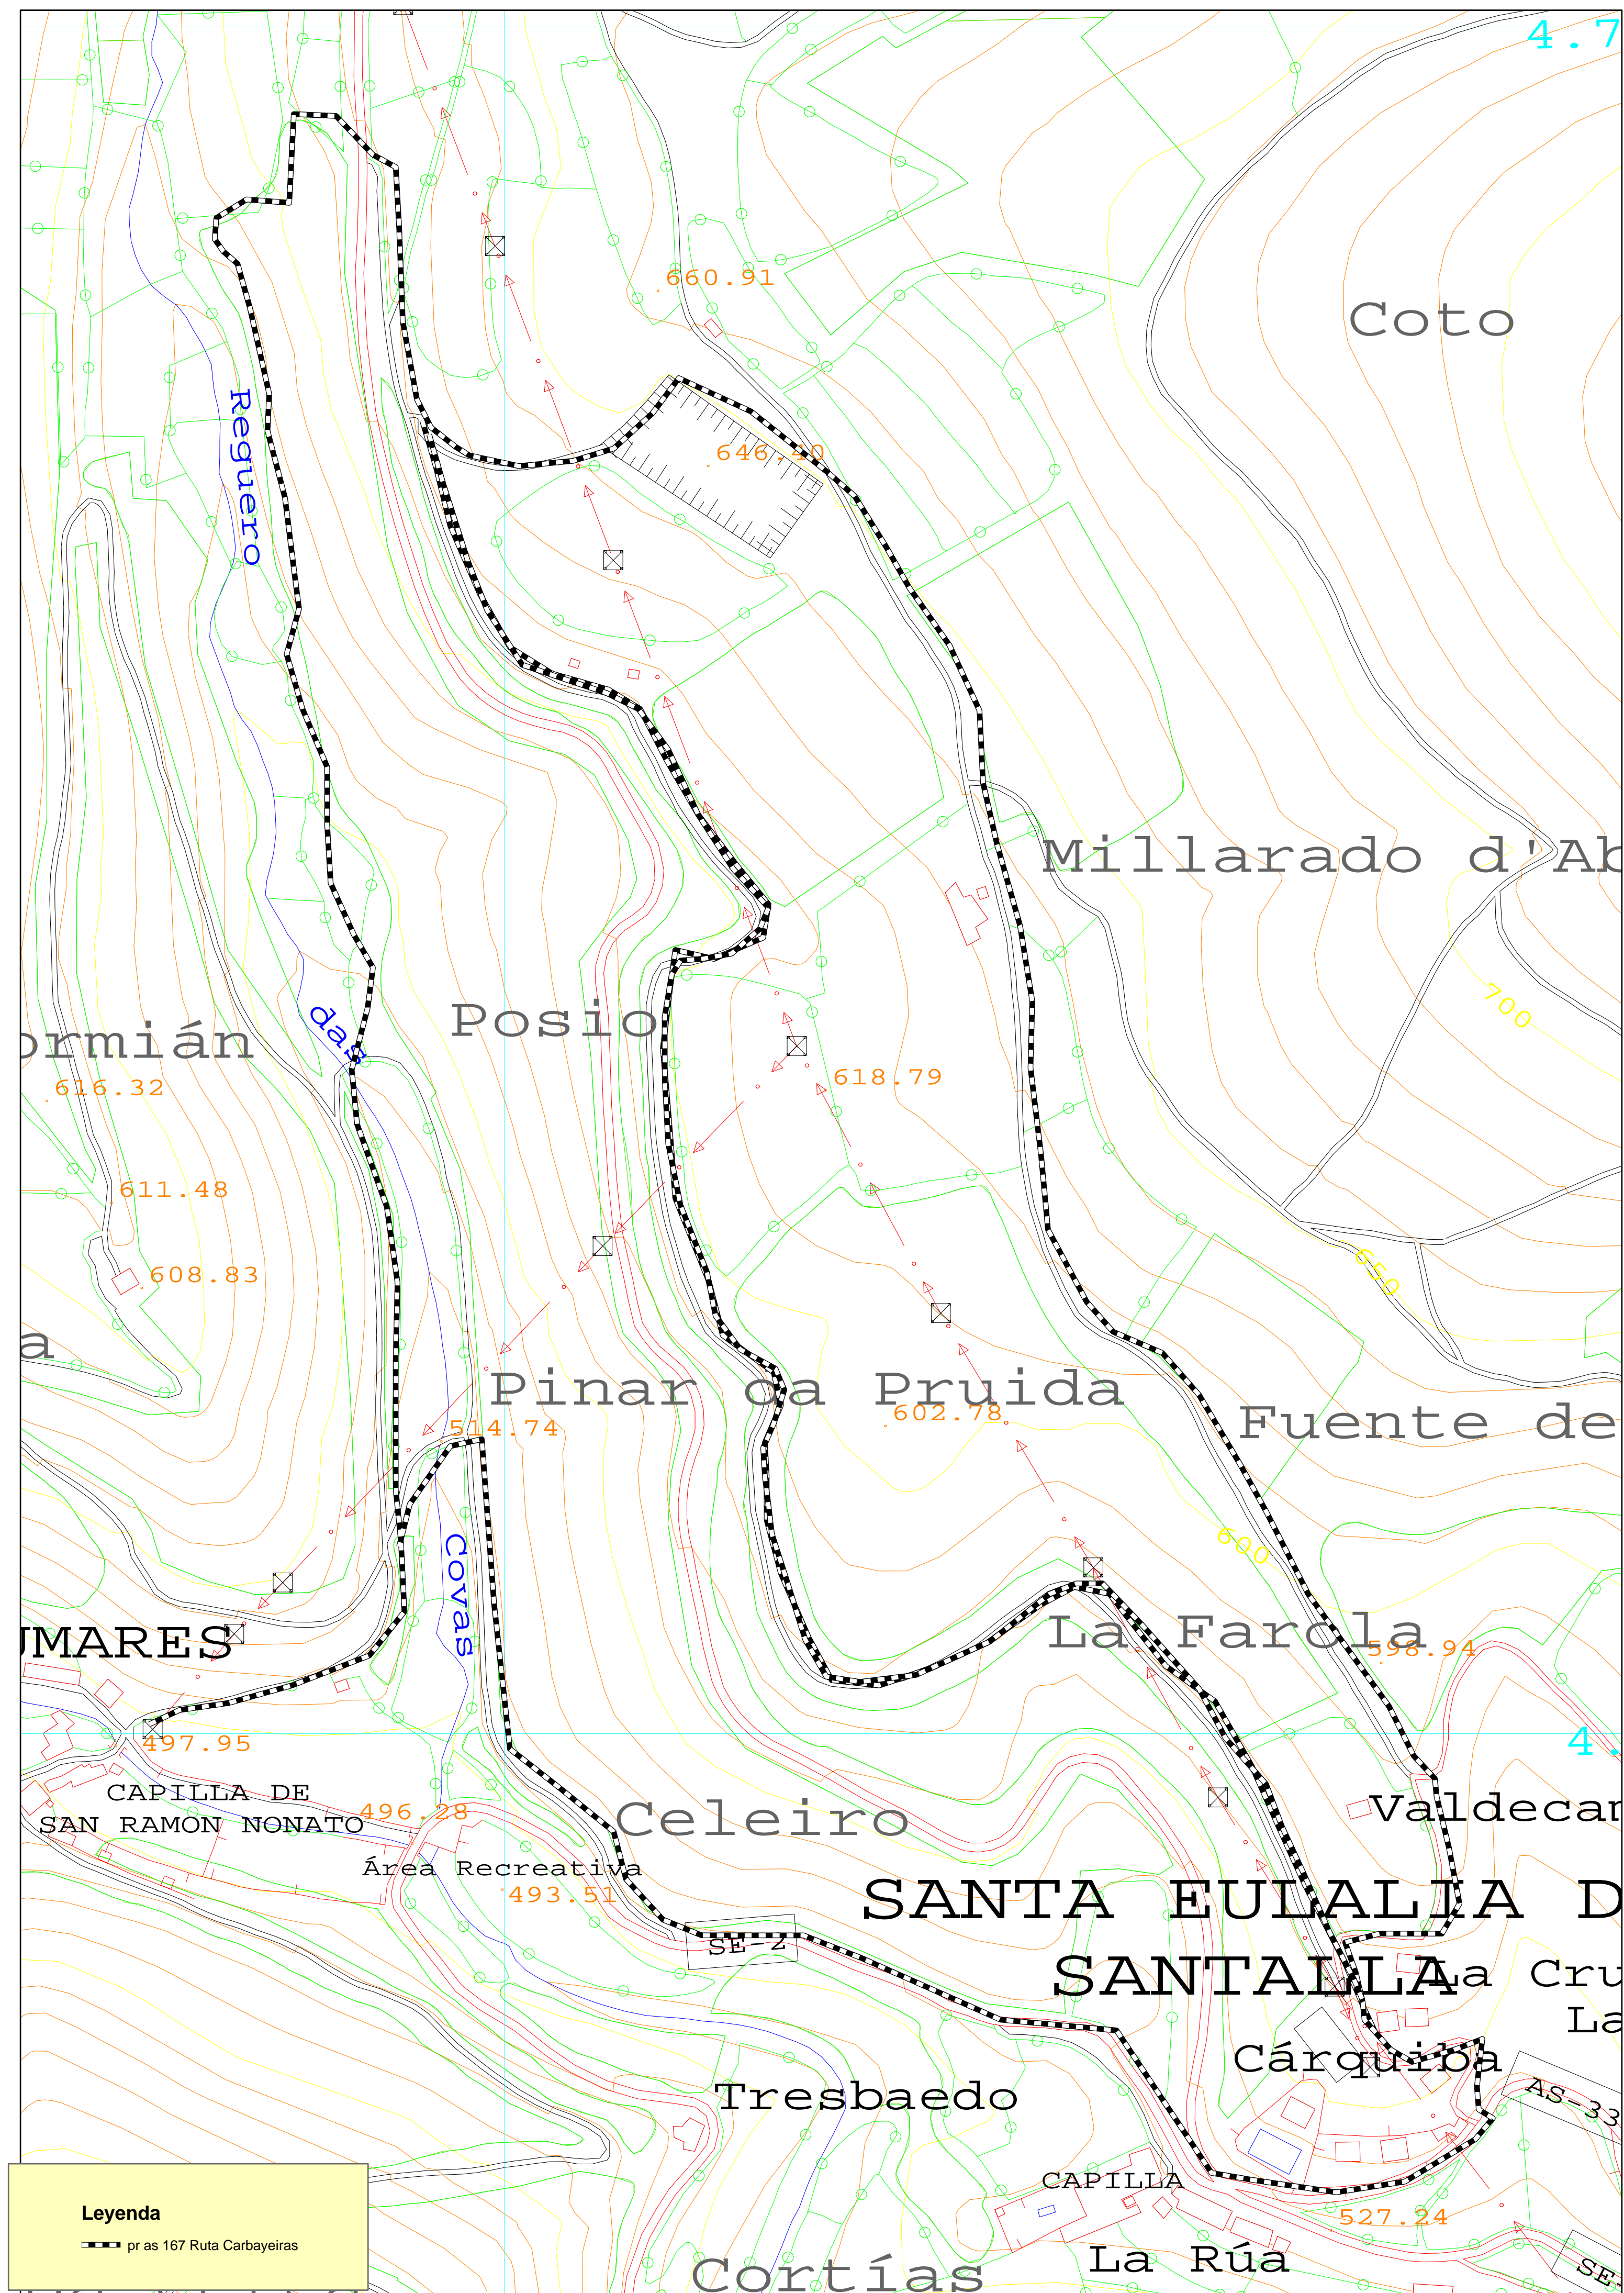 4.7
660.91
Coto
Reguero
646.40
Millarado d'Ab
700
das
Posio
ormián
616.32
618.79
611.48
608.83
650
a
Pinar oa Pruida
602.78
514.74
Fuente de
600
Covas
La Farola
598.94
UMARES
497.95
4.
CAPILLA DE
SAN RAMON NONATO
496.28
Celeiro
Valdecar
Área Recreativa
493.51
SANTA EULALIA D
SE-2
SANTALLA
La Cru
La
Cárquiba
Tresbaedo
AS-33
CAPILLA
527.24
La Rúa
Cortías
SE-
Leyenda
pr as 167 Ruta Carbayeiras